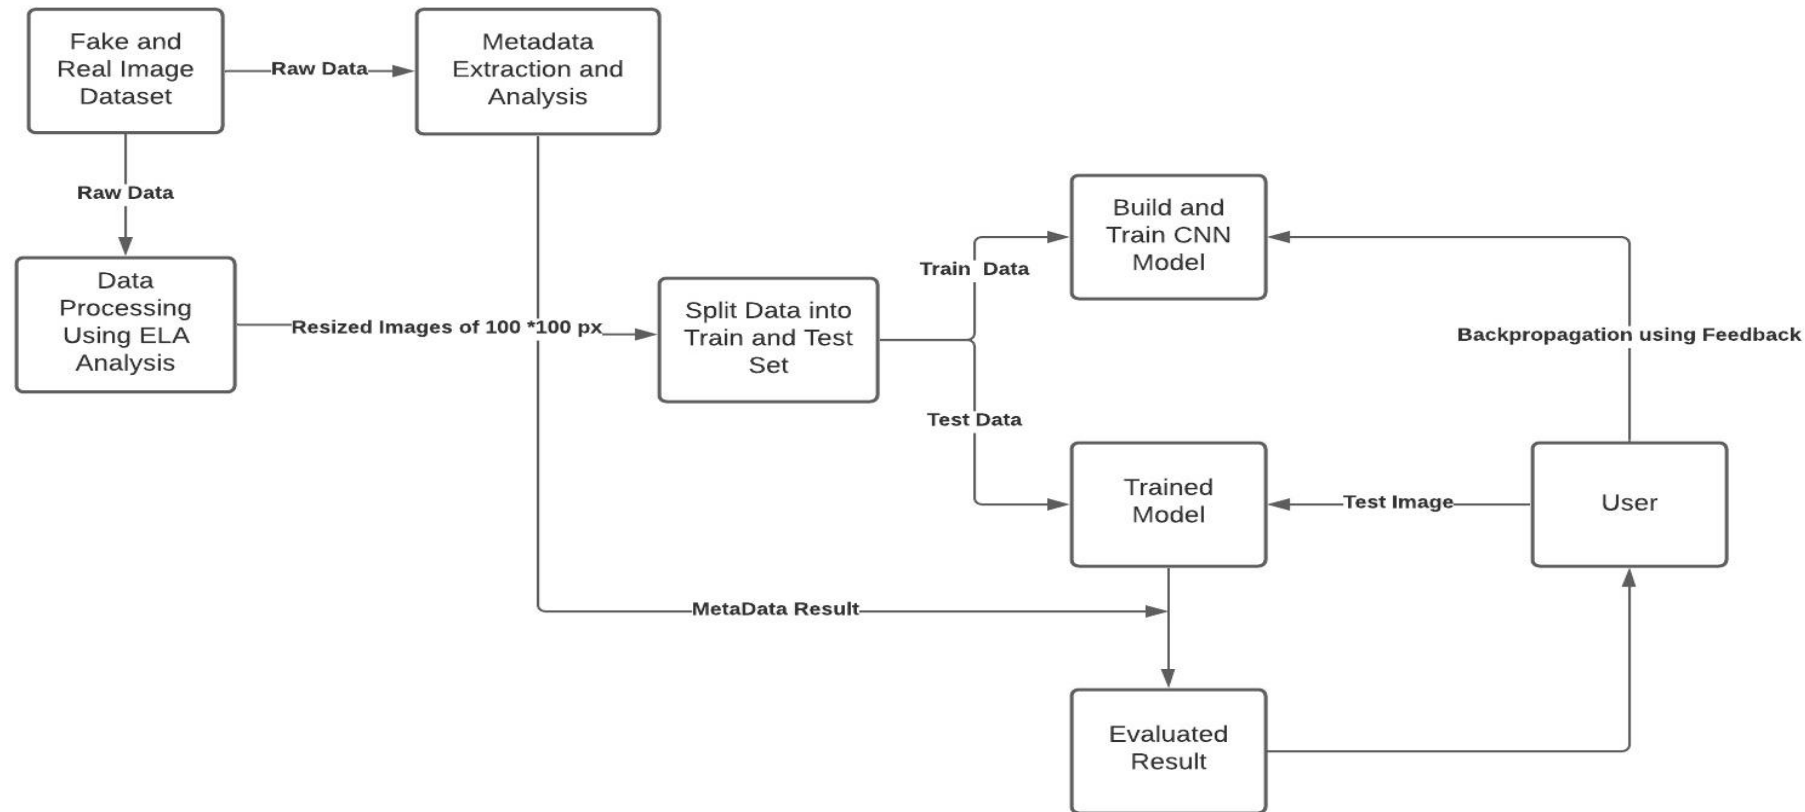 Fake and
Real Image
Dataset
Raw Data
Metadata
Extraction and
Analysis
Raw Data
Data
Processing
Using ELA
Analysis
Resized Images of 100 *100 px
Split Data into
Train and Test
Set
Train Data
Test Data
Build and
Train CNN
Model
Backpropagation using Feedback
Trained
Model
Test Image
User
MetaData Result
Evaluated
Result